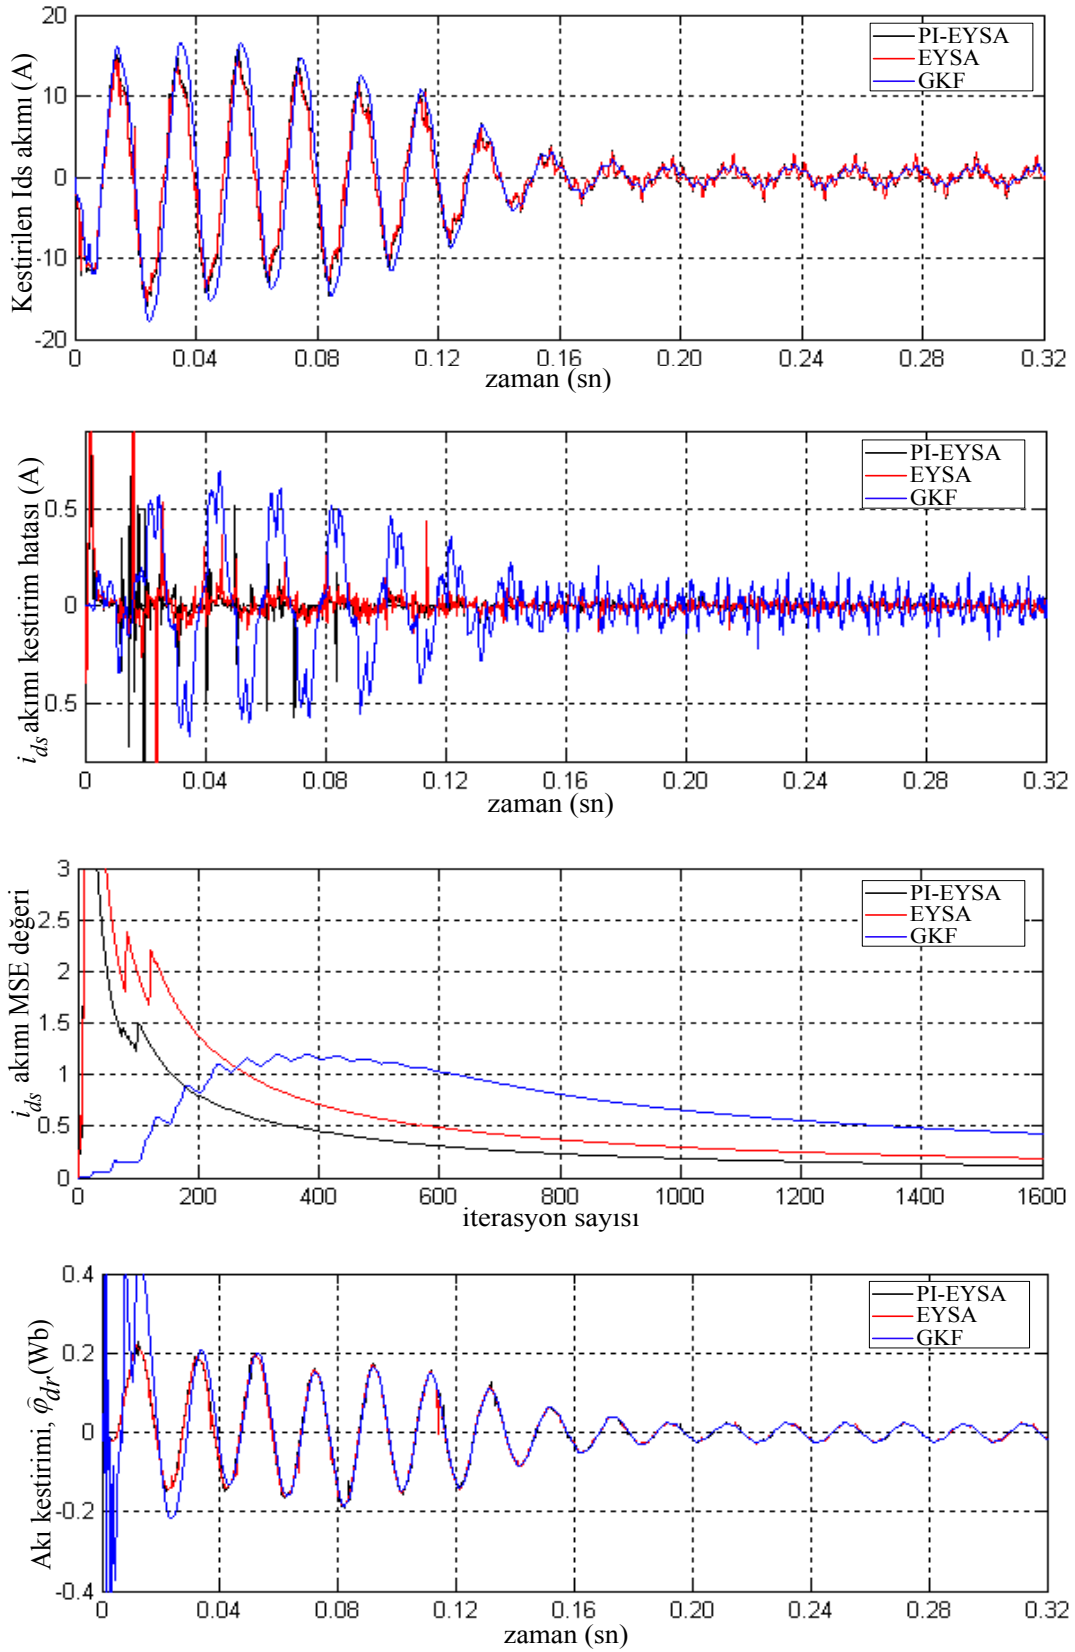 Kestirilen Ids akımı (A)
20
10
0
-10
-20
PI-EYSA
EYSA
GKF
0 0.04 0.08 0.12 0.16 0.20 0.24 0.28 0.32
zaman (sn)
i_ds akımı kestirim hatası (A)
0.5
0
0.5
PI-EYSA
EYSA
GKF
0 0.04 0.08 0.12 0.16 0.20 0.24 0.28 0.32
zaman (sn)
i_ds akımı MSE değeri
3
2.5
2
1.5
1
0.5
0
PI-EYSA
EYSA
GKF
0 200 400 600 800 1000 1200 1400 1600
iterasyon sayısı
Akı kestirimi, φ̂_dr (Wb)
0.4
0.2
0
-0.2
-0.4
PI-EYSA
EYSA
GKF
0 0.04 0.08 0.12 0.16 0.20 0.24 0.28 0.32
zaman (sn)